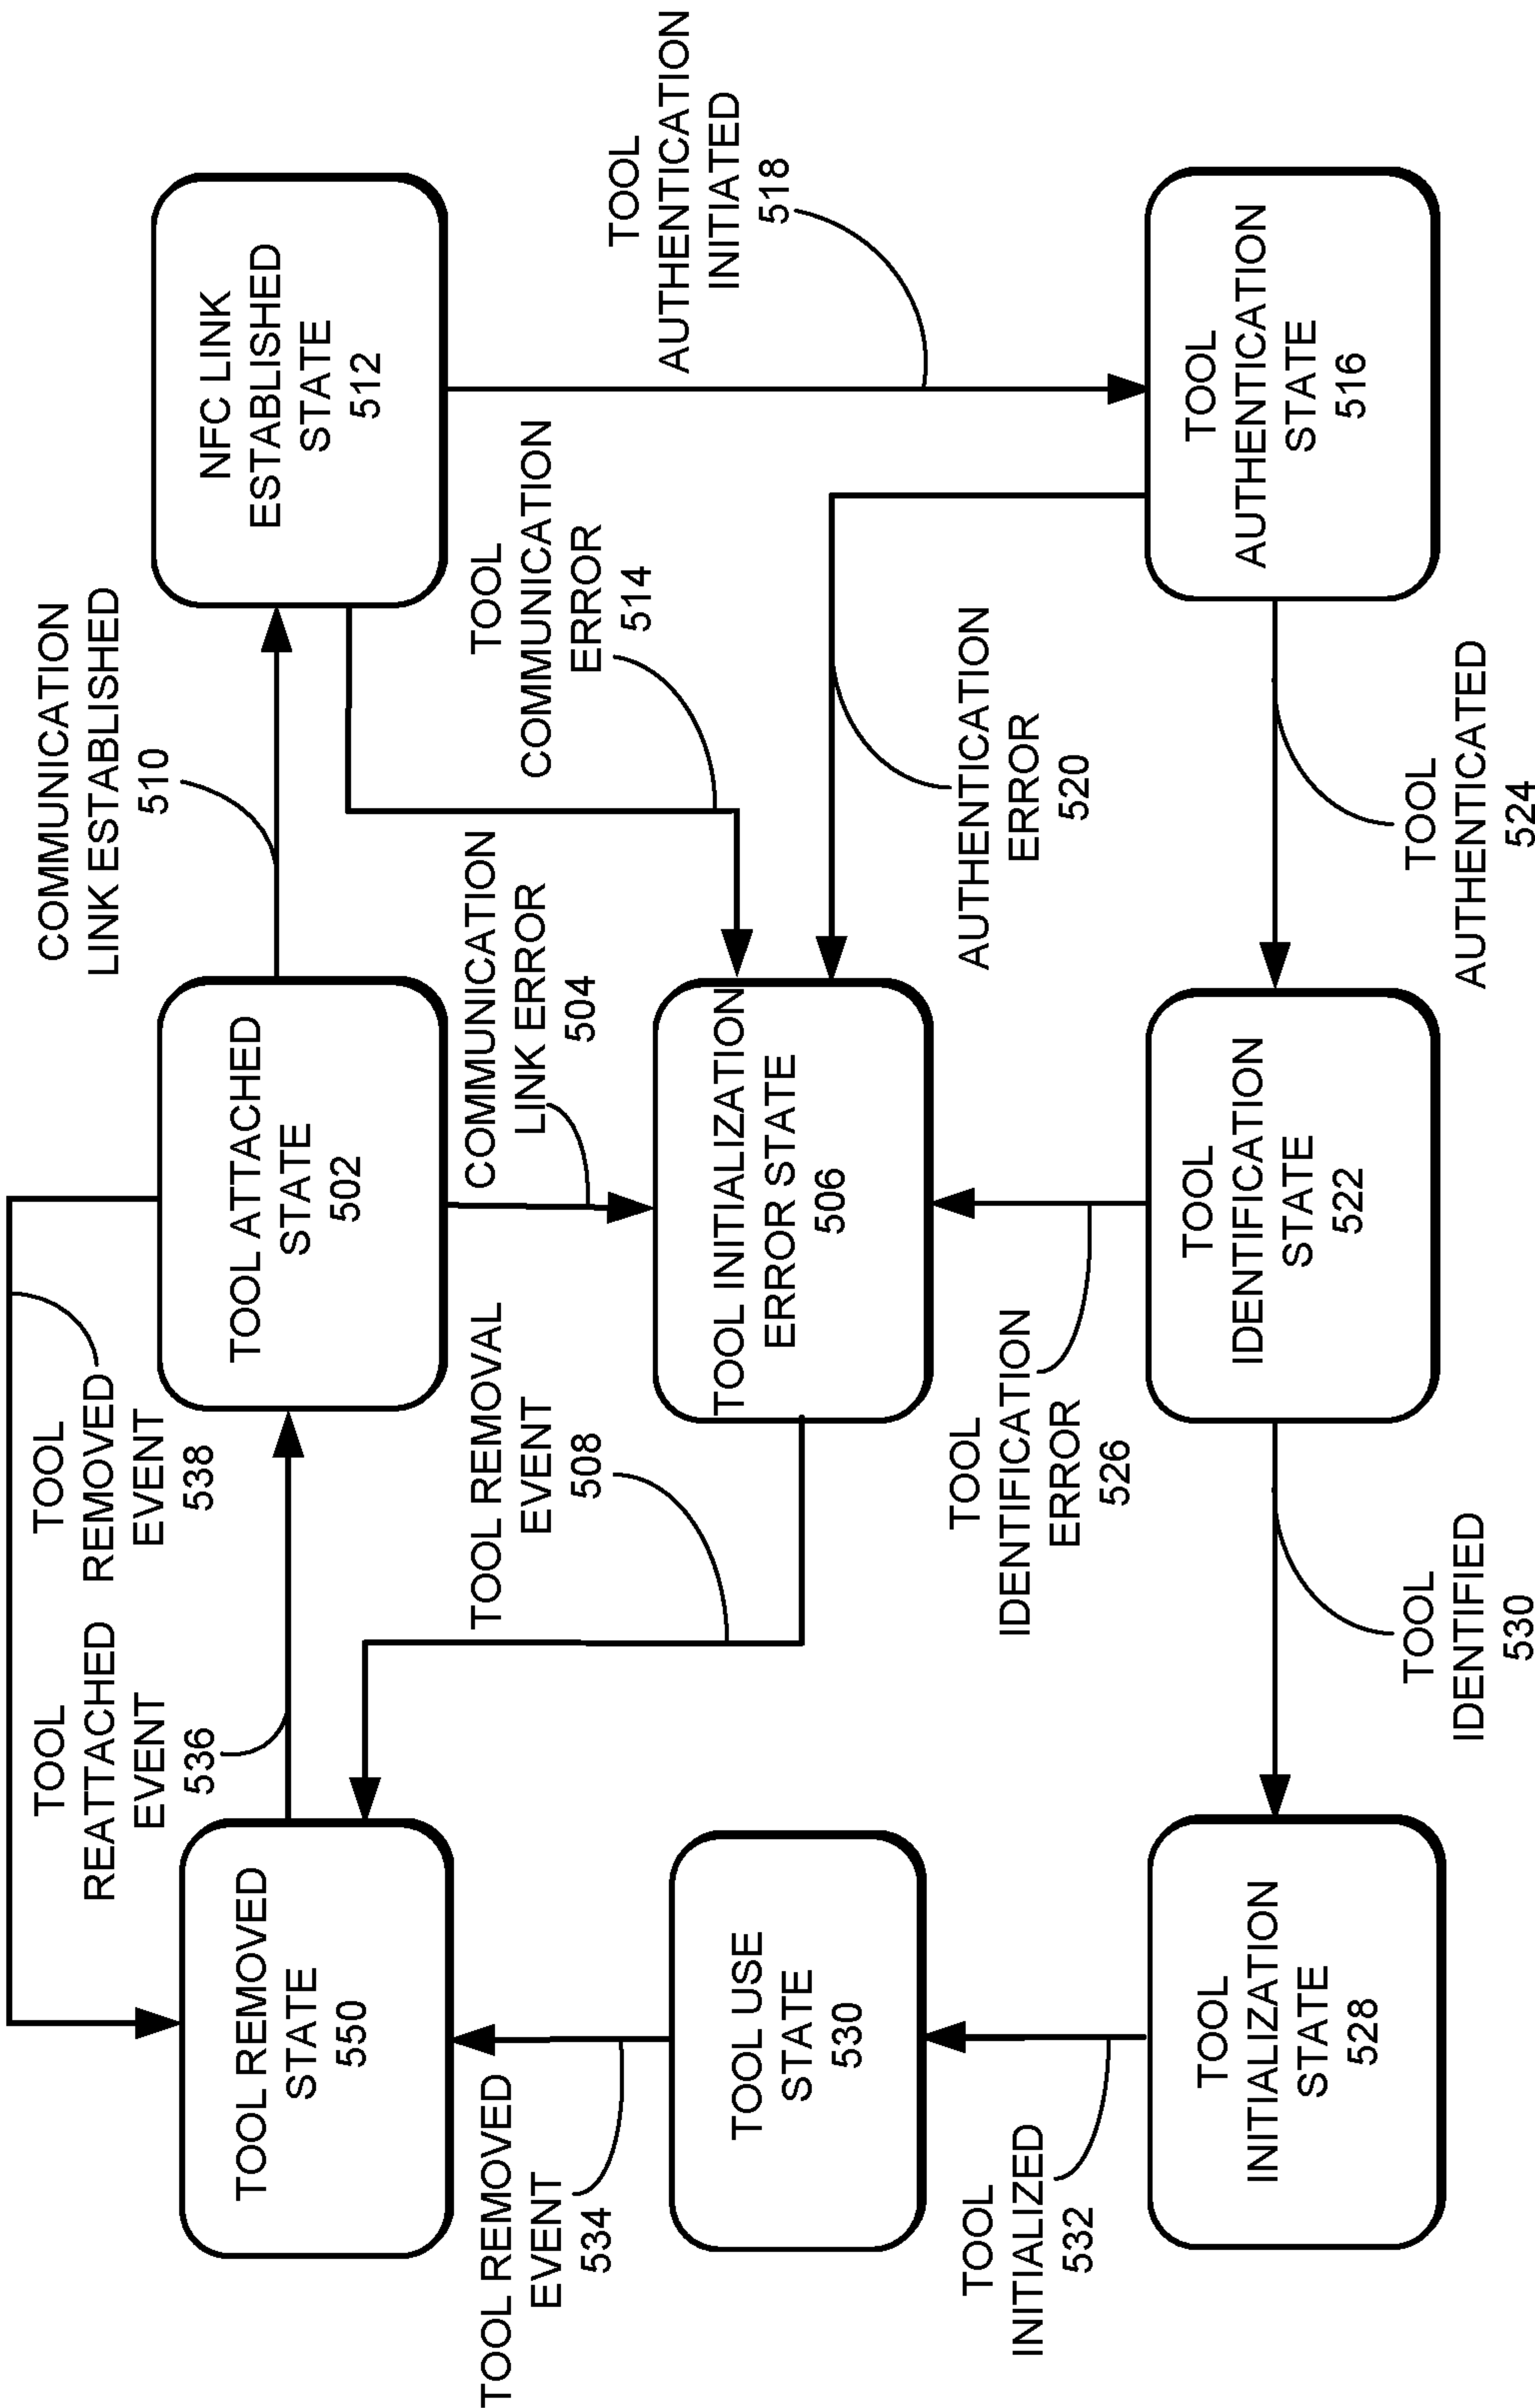 TOOL
REATTACHED
EVENT
536
TOOL
REMOVED
EVENT
538
COMMUNICATION
LINK ESTABLISHED
510
TOOL REMOVED
STATE
550
TOOL ATTACHED
STATE
502
NFC LINK
ESTABLISHED
STATE
512
TOOL REMOVED
EVENT
534
TOOL REMOVAL
EVENT
508
COMMUNICATION
LINK ERROR
504
TOOL
COMMUNICATION
ERROR
514
TOOL
AUTHENTICATION
INITIATED
518
TOOL USE
STATE
530
TOOL INITIALIZATION
ERROR STATE
506
TOOL
INITIALIZED
532
TOOL
IDENTIFICATION
ERROR
526
AUTHENTICATION
ERROR
520
TOOL
INITIALIZATION
STATE
528
TOOL
IDENTIFICATION
STATE
522
TOOL
AUTHENTICATION
STATE
516
TOOL
IDENTIFIED
530
TOOL
AUTHENTICATED
524